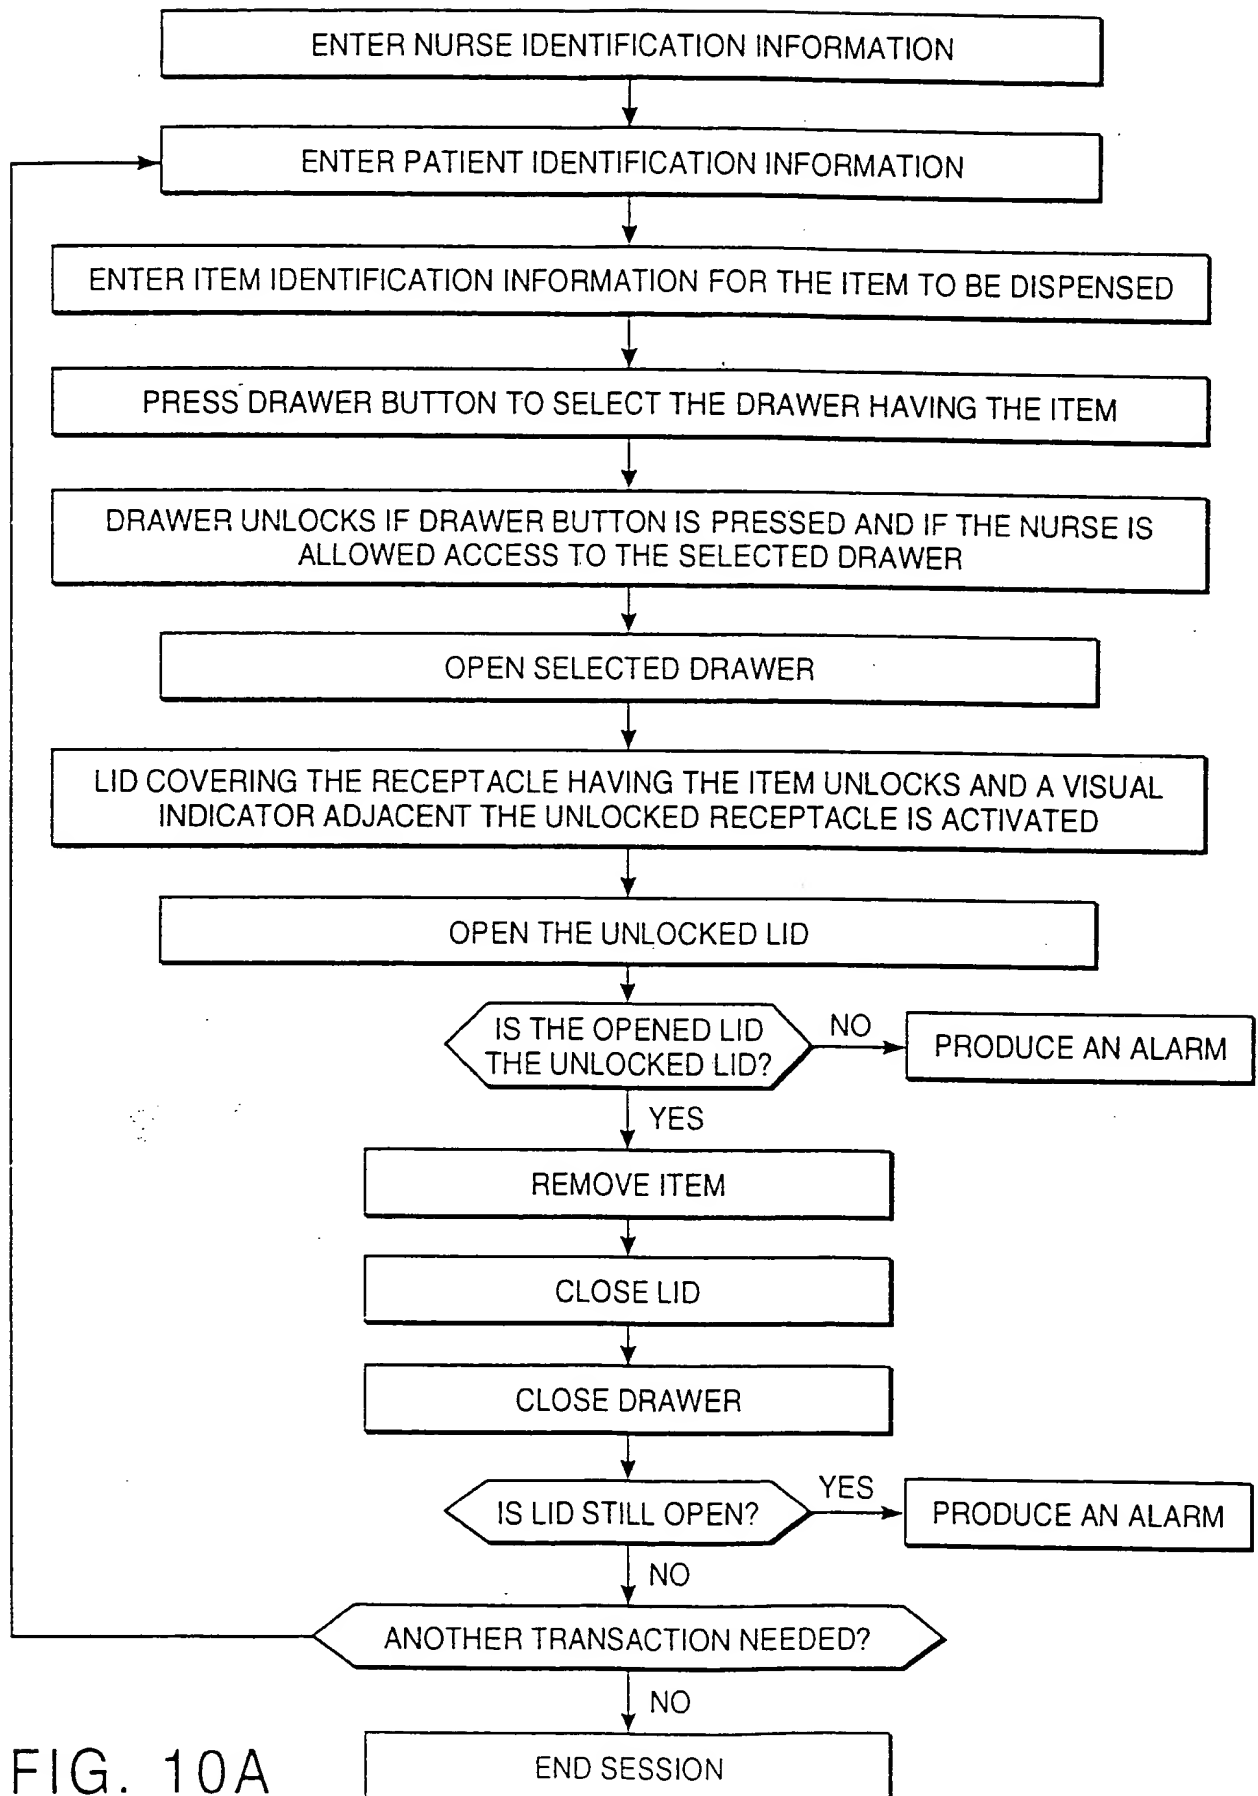 ENTER NURSE IDENTIFICATION INFORMATION
ENTER PATIENT IDENTIFICATION INFORMATION
ENTER ITEM IDENTIFICATION INFORMATION FOR THE ITEM TO BE DISPENSED
PRESS DRAWER BUTTON TO SELECT THE DRAWER HAVING THE ITEM
DRAWER UNLOCKS IF DRAWER BUTTON IS PRESSED AND IF THE NURSE IS
ALLOWED ACCESS TO THE SELECTED DRAWER
OPEN SELECTED DRAWER
LID COVERING THE RECEPTACLE HAVING THE ITEM UNLOCKS AND A VISUAL
INDICATOR ADJACENT THE UNLOCKED RECEPTACLE IS ACTIVATED
OPEN THE UNLOCKED LID
IS THE OPENED LID
THE UNLOCKED LID?
NO
PRODUCE AN ALARM
YES
REMOVE ITEM
CLOSE LID
CLOSE DRAWER
IS LID STILL OPEN?
YES
PRODUCE AN ALARM
NO
ANOTHER TRANSACTION NEEDED?
NO
END SESSION
FIG. 10A